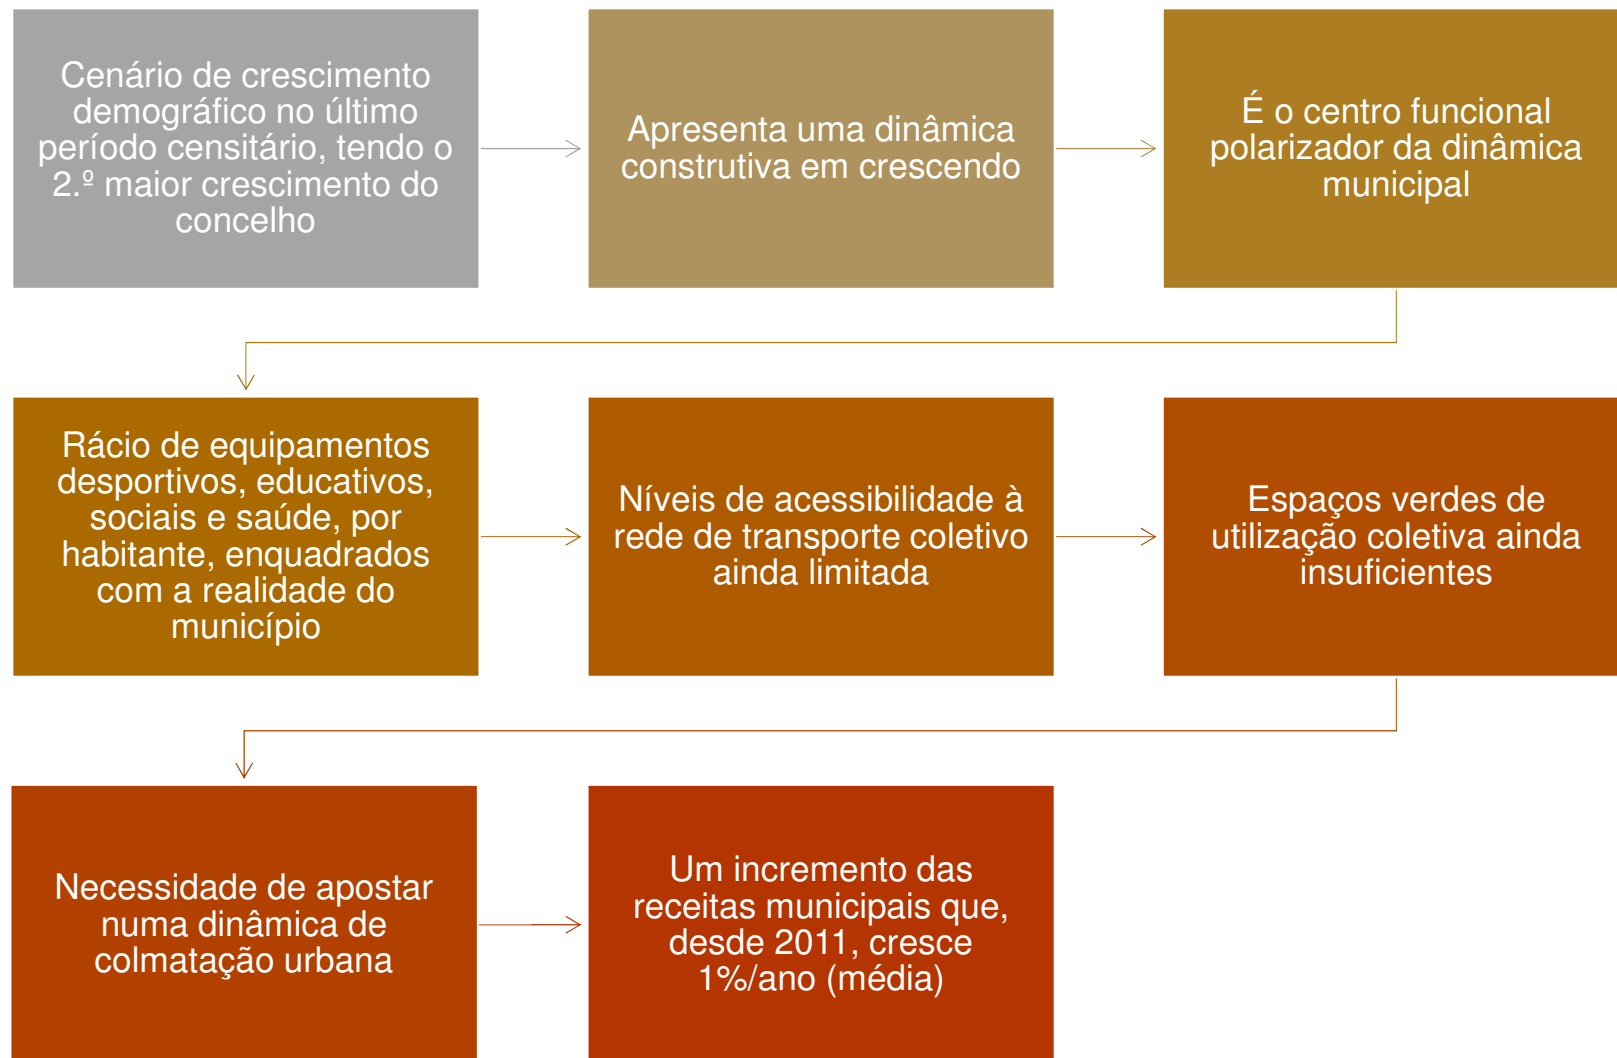 Cenário de crescimento
demográfico no último
período censitário, tendo o
2.º maior crescimento do
concelho
Apresenta uma dinâmica
construtiva em crescendo
É o centro funcional
polarizador da dinâmica
municipal
Rácio de equipamentos
desportivos, educativos,
sociais e saúde, por
habitante, enquadrados
com a realidade do
município
Níveis de acessibilidade à
rede de transporte coletivo
ainda limitada
Espaços verdes de
utilização coletiva ainda
insuficientes
Necessidade de apostar
numa dinâmica de
colmatação urbana
Um incremento das
receitas municipais que,
desde 2011, cresce
1%/ano (média)